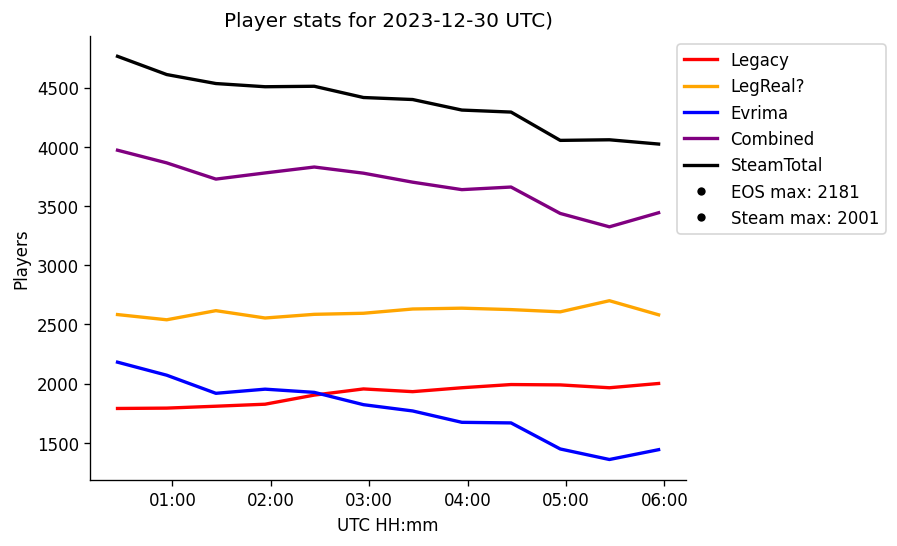 Player stats for 2023-12-30 UTC)
Legacy
LegReal?
Evrima
Combined
SteamTotal
EOS max: 2181
Steam max: 2001
Players
4500
4000
3500
3000
2500
2000
1500
01:00 02:00 03:00 04:00 05:00 06:00
UTC HH:mm